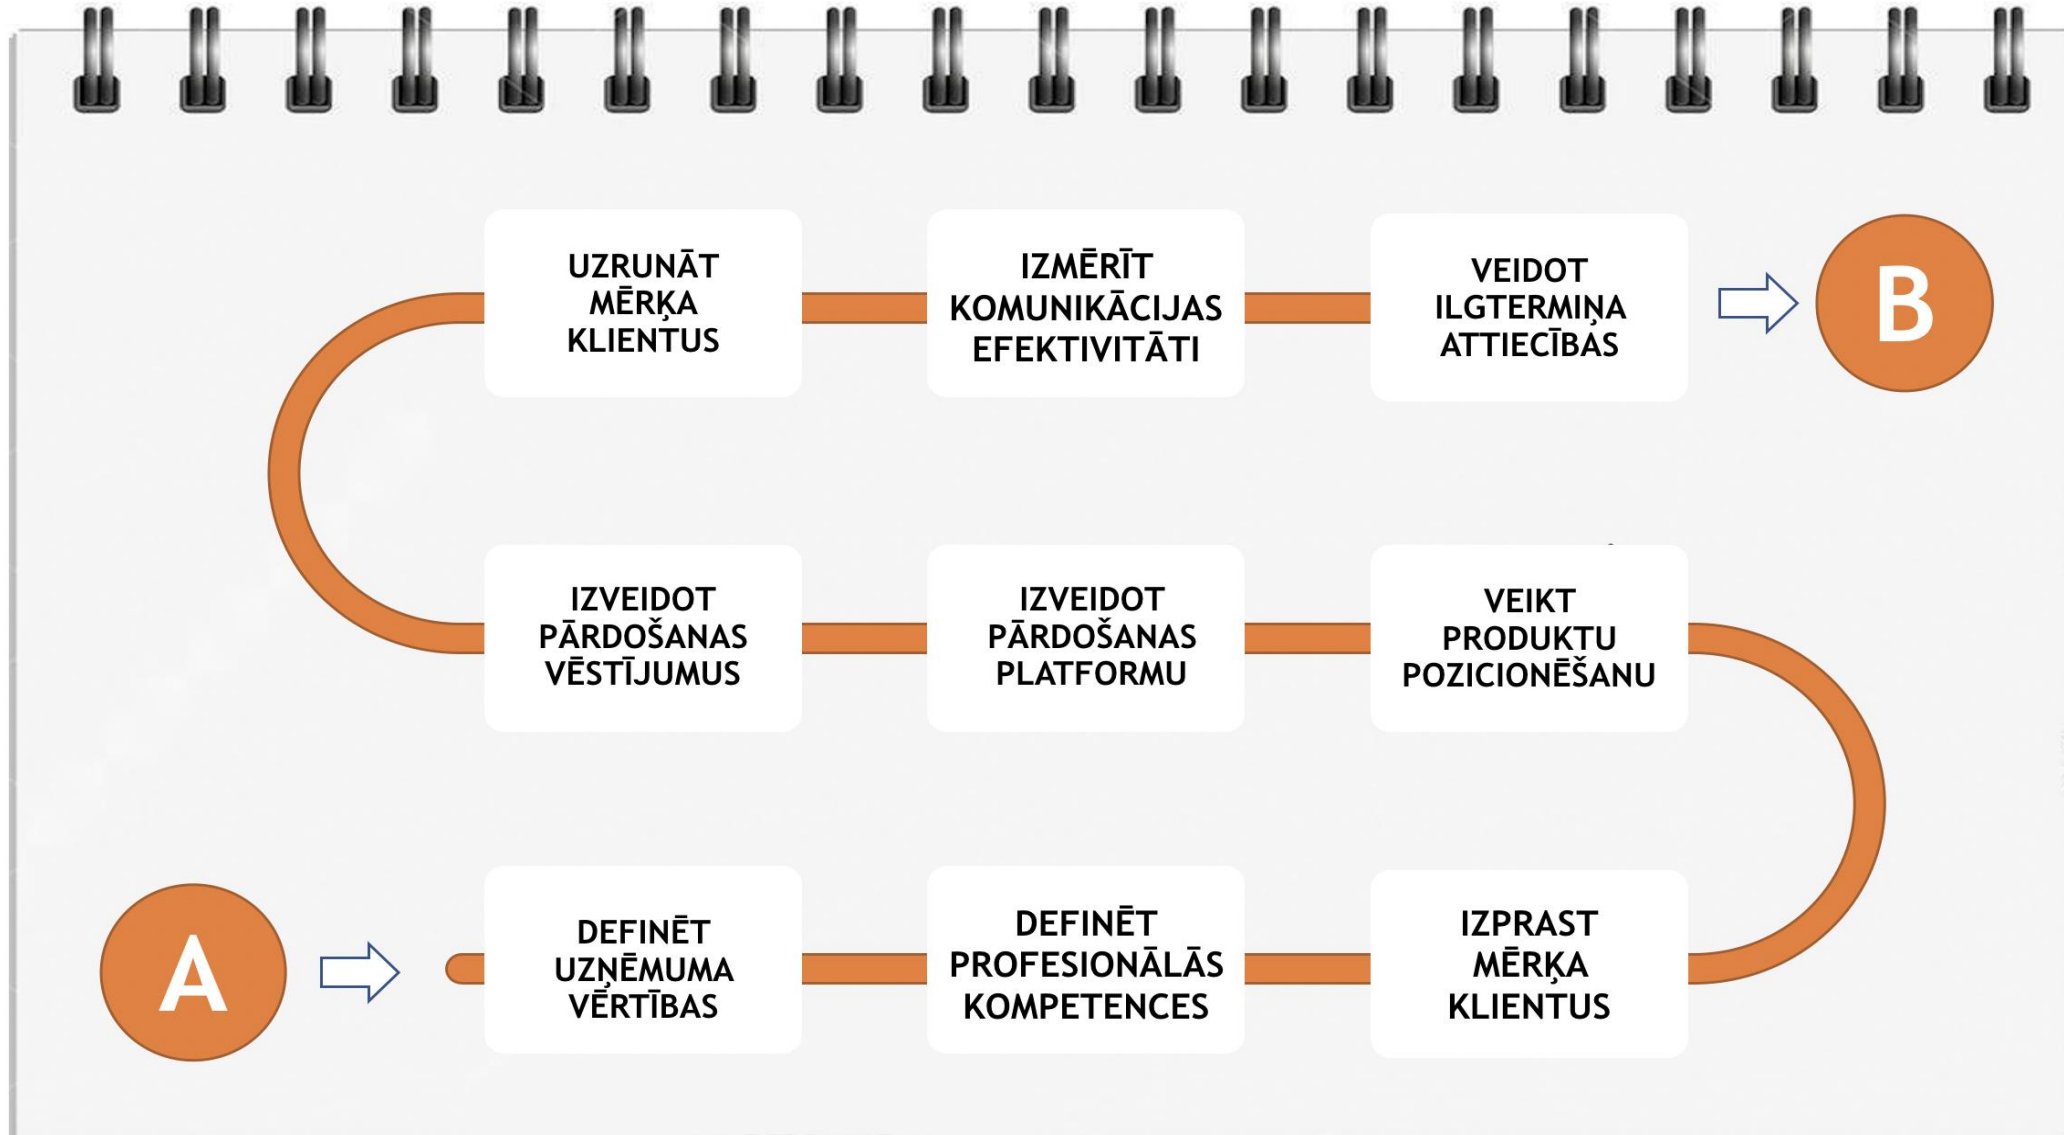 UZRUNĀT
MĒRĶA
KLIENTUS
IZMĒRĪT
KOMUNIKĀCIJAS
EFEKTIVITĀTI
VEIDOT
ILGTERMIŅA
ATTIECĪBAS
B
IZVEIDOT
PĀRDOŠANAS
VĒSTĪJUMUS
IZVEIDOT
PĀRDOŠANAS
PLATFORMU
VEIKT
PRODUKTU
POZICIONĒŠANU
A
DEFINĒT
UZŅĒMUMA
VĒRTĪBAS
DEFINĒT
PROFESIONĀLĀS
KOMPETENCES
IZPRAST
MĒRĶA
KLIENTUS